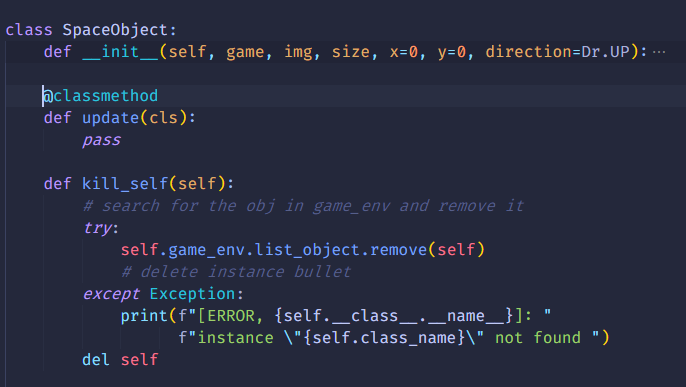 class SpaceObject:
    def __init__(self, game, img, size, x=0, y=0, direction=Dr.UP):···
    @classmethod
    def update(cls):
        pass
    def kill_self(self):
        # search for the obj in game_env and remove it
        try:
            self.game_env.list_object.remove(self)
            # delete instance bullet
        except Exception:
            print(f"[ERROR, {self.__class__.__name__}]: "
                  f"instance \"{self.class_name}\" not found ")
        del self